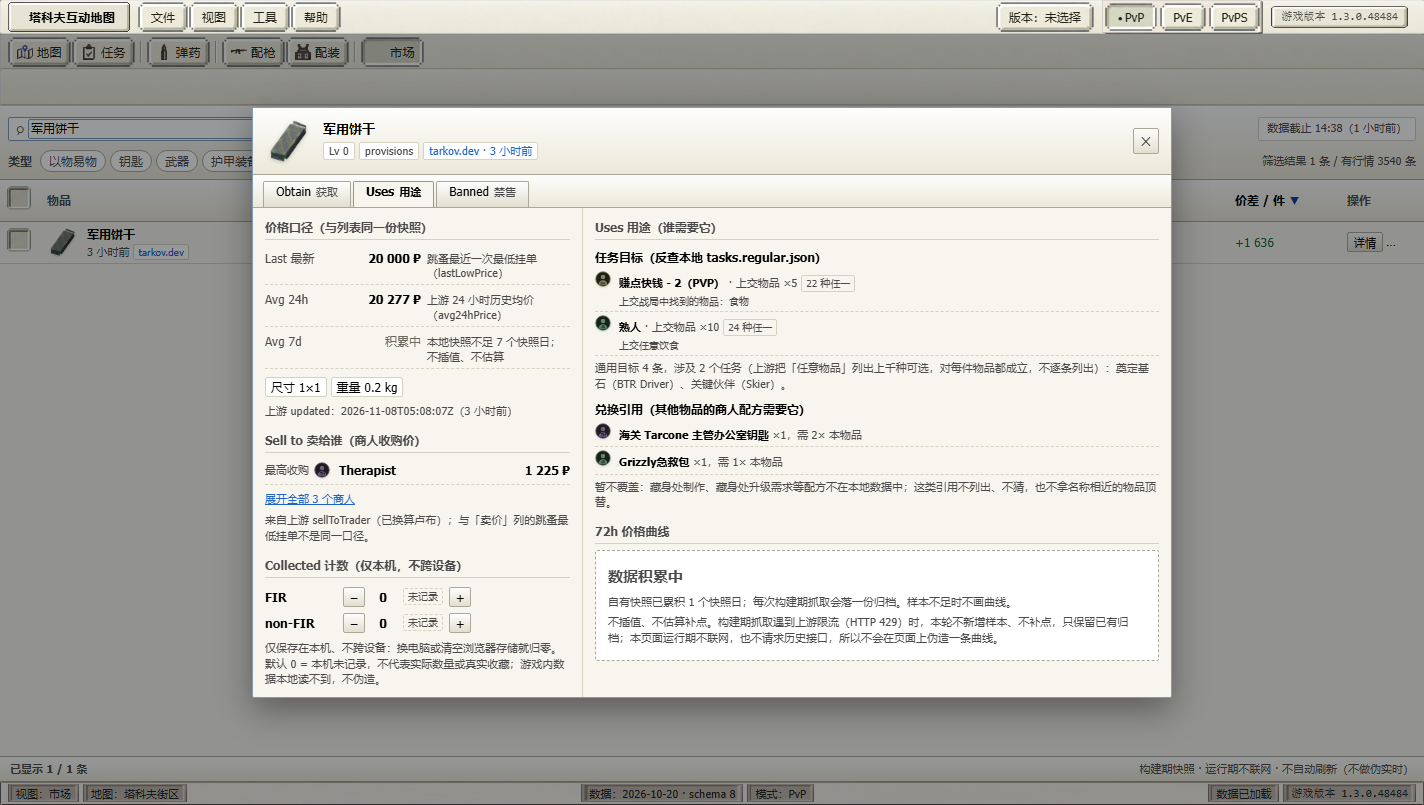 塔科夫互动地图 文件 视图 工具 帮助 版本：未选择 •PvP PvE PvPS 游戏版本 1.3.0.48484
地图 任务 弹药 配枪 配装 市场
军用饼干 数据截止 14:38（1 小时前）
类型 以物易物 钥匙 武器 护甲装备 筛选结果 1 条 / 有行情 3540 条
物品 价差 / 件 ▼ 操作
军用饼干 +1 636 详情 ...
3 小时前 tarkov.dev
军用饼干
Lv 0 provisions tarkov.dev · 3 小时前
Obtain 获取 Uses 用途 Banned 禁售
价格口径（与列表同一份快照）
Last 最新 20 000 ₽ 跳蚤最近一次最低挂单
（lastLowPrice）
Avg 24h 20 277 ₽ 上游 24 小时历史均价
（avg24hPrice）
Avg 7d 积累中 本地快照不足 7 个快照日；
不插值、不估算
尺寸 1×1 重量 0.2 kg
上游 updated：2026-11-08T05:08:07Z（3 小时前）
Sell to 卖给谁（商人收购价）
最高收购 Therapist 1 225 ₽
展开全部 3 个商人
来自上游 sellToTrader（已换算卢布）；与「卖价」列的跳蚤最
低挂单不是同一口径。
Collected 计数（仅本机，不跨设备）
FIR − 0 未记录 +
non-FIR − 0 未记录 +
仅保存在本机、不跨设备：换电脑或清空浏览器存储就归零。
默认 0 = 本机未记录，不代表实际数量或真实收藏；游戏内数
据本地读不到，不伪造。
Uses 用途（谁需要它）
任务目标（反查本地 tasks.regular.json）
赚点快钱 - 2（PVP） · 上交物品 ×5 22 种任一
上交战局中找到的物品：食物
熟人 · 上交物品 ×10 24 种任一
上交任意饮食
通用目标 4 条，涉及 2 个任务（上游把「任意物品」列出上千种可选，对每件物品都成立，不逐条列出）：奠定基
石（BTR Driver）、关键伙伴（Skier）。
兑换引用（其他物品的商人配方需要它）
海关 Tarcone 主管办公室钥匙 ×1，需 2× 本物品
Grizzly急救包 ×1，需 1× 本物品
暂不覆盖：藏身处制作、藏身处升级需求等配方不在本地数据中；这类引用不列出、不猜，也不拿名称相近的物品顶
替。
72h 价格曲线
数据积累中
自有快照已累积 1 个快照日；每次构建期抓取会落一份归档。样本不足时不画曲线。
不插值、不估算补点。构建期抓取遇到上游限流（HTTP 429）时，本轮不新增样本、不补点，只保留已有归
档；本页面运行期不联网，也不请求历史接口，所以不会在页面上伪造一条曲线。
已显示 1 / 1 条 构建期快照 · 运行期不联网 · 不自动刷新（不做伪实时）
视图：市场 地图：塔科夫街区 数据：2026-10-20 · schema 8 模式：PvP 数据已加载 游戏版本 1.3.0.48484